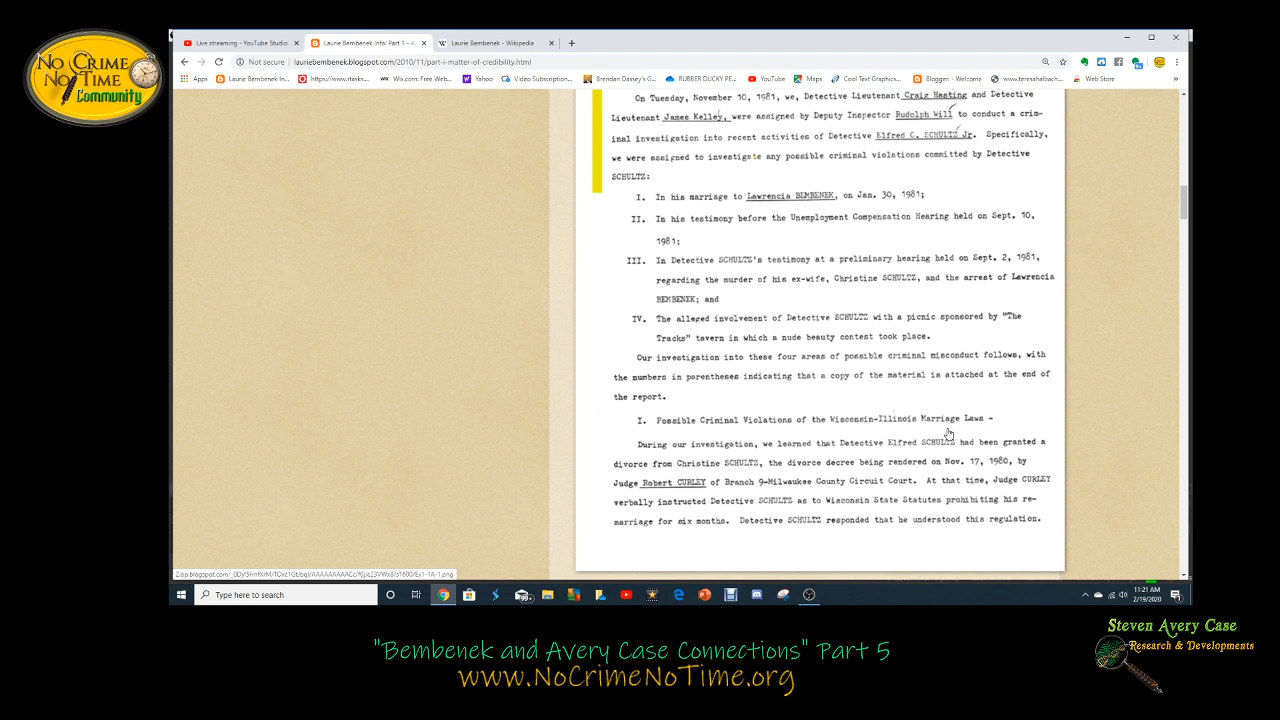 No Crime
No Time
Community
Live streaming - YouTube Studio
Laurie Bembenek Info: Part 1 - A
Laurie Bembenek - Wikipedia
Not secure | lauriebembenek.blogspot.com/2010/11/part-i-matter-of-credibility.html
Apps Laurie Bembenek In... https://www.rtasks... Wix.com: Free Web... Yahoo Video Subscription... Brendan Dassey's G... RUBBER DUCKY PE... YouTube Maps Cool Text Graphics... Blogger: - Welcome www.teresahalbach... Web Store
On Tuesday, November 10, 1981, we, Detective Lieutenant Craig Hasting and Detective
Lieutenant James Kelley, were assigned by Deputy Inspector Rudolph Will to conduct a crim-
inal investigation into recent activities of Detective Elfred O. SCHULTZ Jr. Specifically,
we were assigned to investigate any possible criminal violations committed by Detective
SCHULTZ:
I. In his marriage to Lawrencia BEMBENEK, on Jan. 30, 1981;
II. In his testimony before the Unemployment Compensation Hearing held on Sept. 10,
1981;
III. In Detective SCHULTZ's testimony at a preliminary hearing held on Sept. 2, 1981,
regarding the murder of his ex-wife, Christine SCHULTZ, and the arrest of Lawrencia
BEMBENEK; and
IV. The alleged involvement of Detective SCHULTZ with a picnic sponsored by "The
Tracks" tavern in which a nude beauty contest took place.
Our investigation into these four areas of possible criminal misconduct follows, with
the numbers in parentheses indicating that a copy of the material is attached at the end of
the report.
I. Possible Criminal Violations of the Wisconsin-Illinois Marriage Laws -
During our investigation, we learned that Detective Elfred SCHULTZ had been granted a
divorce from Christine SCHULTZ, the divorce decree being rendered on Nov. 17, 1980, by
Judge Robert CURLEY of Branch 9-Milwaukee County Circuit Court. At that time, Judge CURLEY
verbally instructed Detective SCHULTZ as to Wisconsin State Statutes prohibiting his re-
marriage for six months. Detective SCHULTZ responded that he understood this regulation.
Type here to search
11:21 AM
2/19/2020
"Bembenek and Avery Case Connections" Part 5
www.NoCrimeNoTime.org
Steven Avery Case
Research & Developments